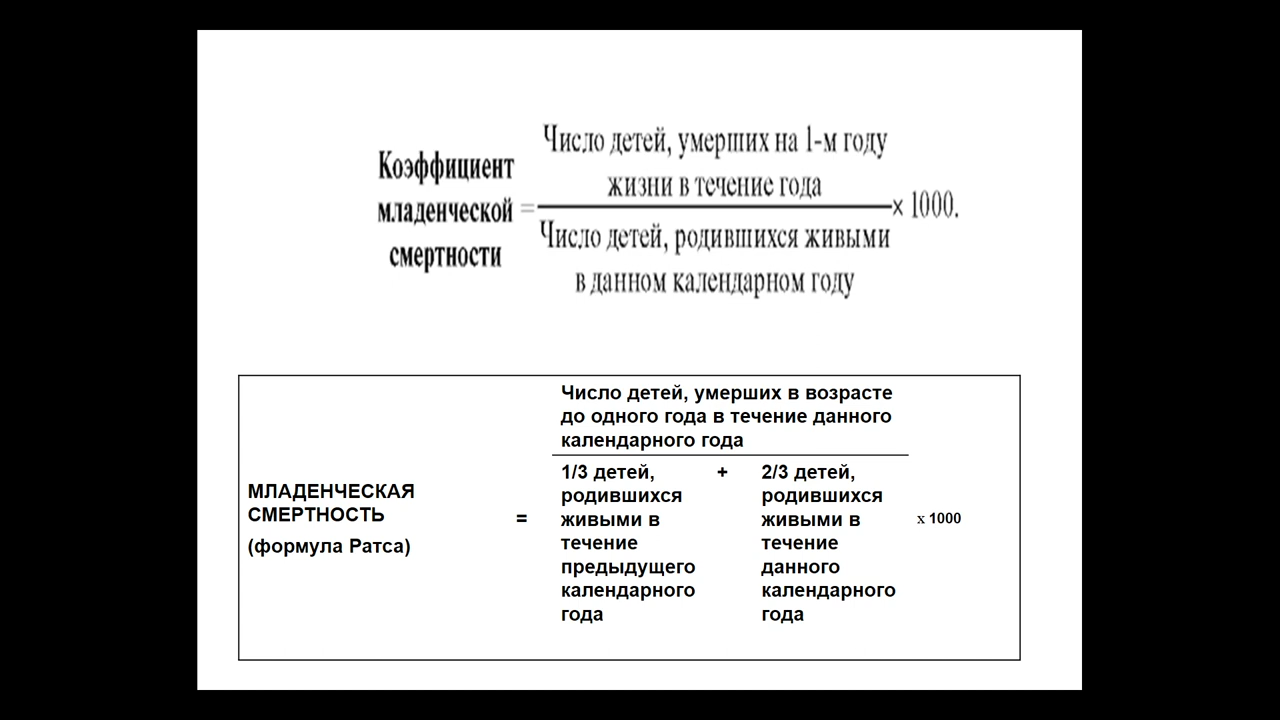 Коэффициент
младенческой
смертности
=
Число детей, умерших на 1-м году
жизни в течение года
Число детей, родившихся живыми
в данном календарном году
× 1000.
МЛАДЕНЧЕСКАЯ
СМЕРТНОСТЬ
(формула Ратса)
=
Число детей, умерших в возрасте
до одного года в течение данного
календарного года
1/3 детей,
родившихся
живыми в
течение
предыдущего
календарного
года
+
2/3 детей,
родившихся
живыми в
течение
данного
календарного
года
х 1000